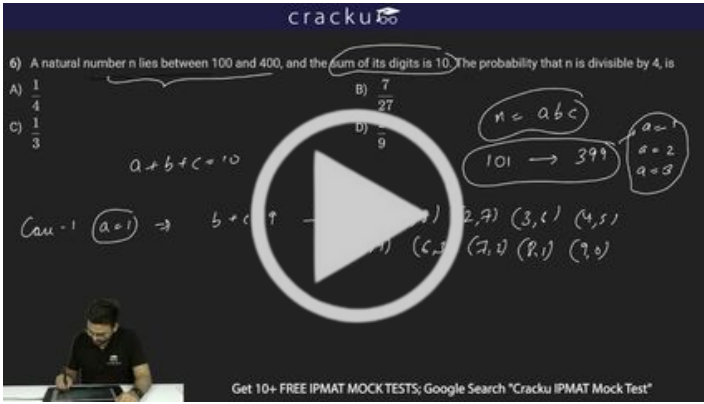 cracku
6) A natural number n lies between 100 and 400, and the sum of its digits is 10. The probability that n is divisible by 4, is
A) 1/4
B) 7/27
C) 1/3
D) 9
n = abc
101 → 399
a = 1
a = 2
a = 3
a + b + c = 10
Case - 1 (a=1) ⇒ b + c 9 (2,7) (3,6) (4,5)
(6,3) (7,2) (8,1) (9,0)
Get 10+ FREE IPMAT MOCK TESTS; Google Search "Cracku IPMAT Mock Test"